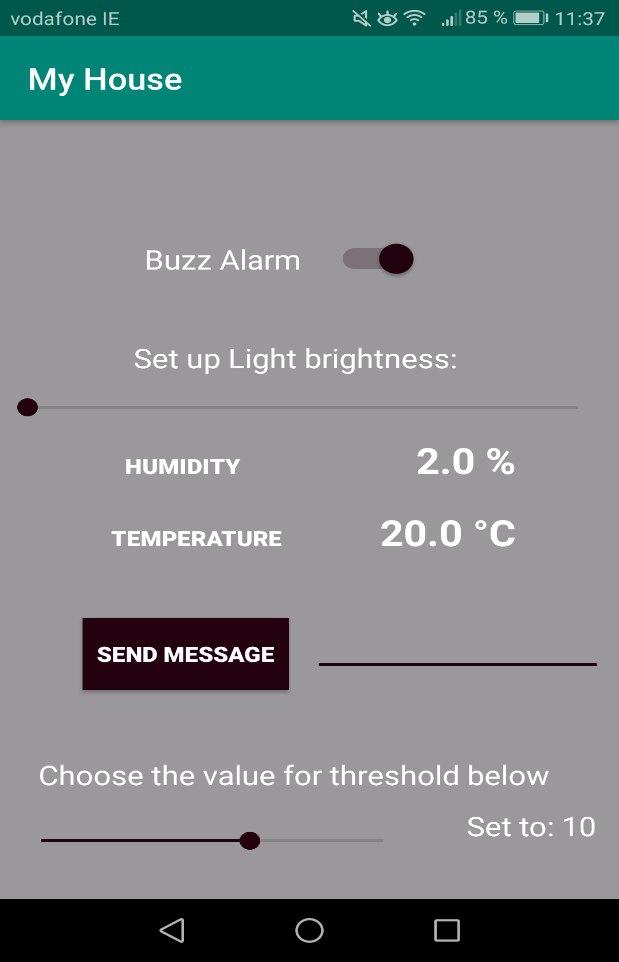 vodafone IE 85 % 11:37
My House
Buzz Alarm
Set up Light brightness:
HUMIDITY 2.0 %
TEMPERATURE 20.0 °C
SEND MESSAGE
Choose the value for threshold below
Set to: 10